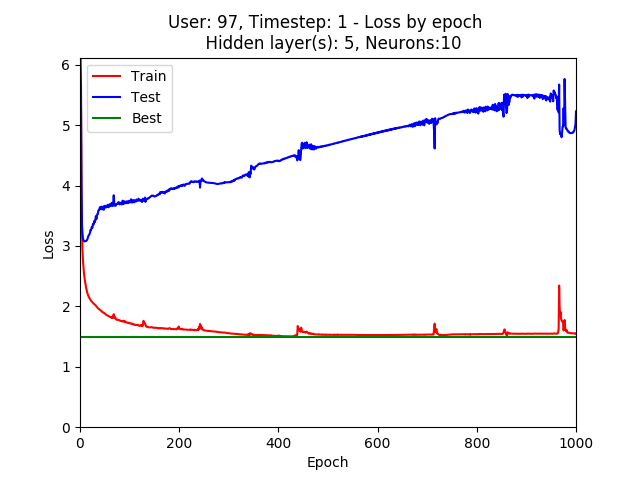 User: 97, Timestep: 1 - Loss by epoch
Hidden layer(s): 5, Neurons:10
Train
Test
Best
6
5
4
3
2
1
0
Loss
0 200 400 600 800 1000
Epoch